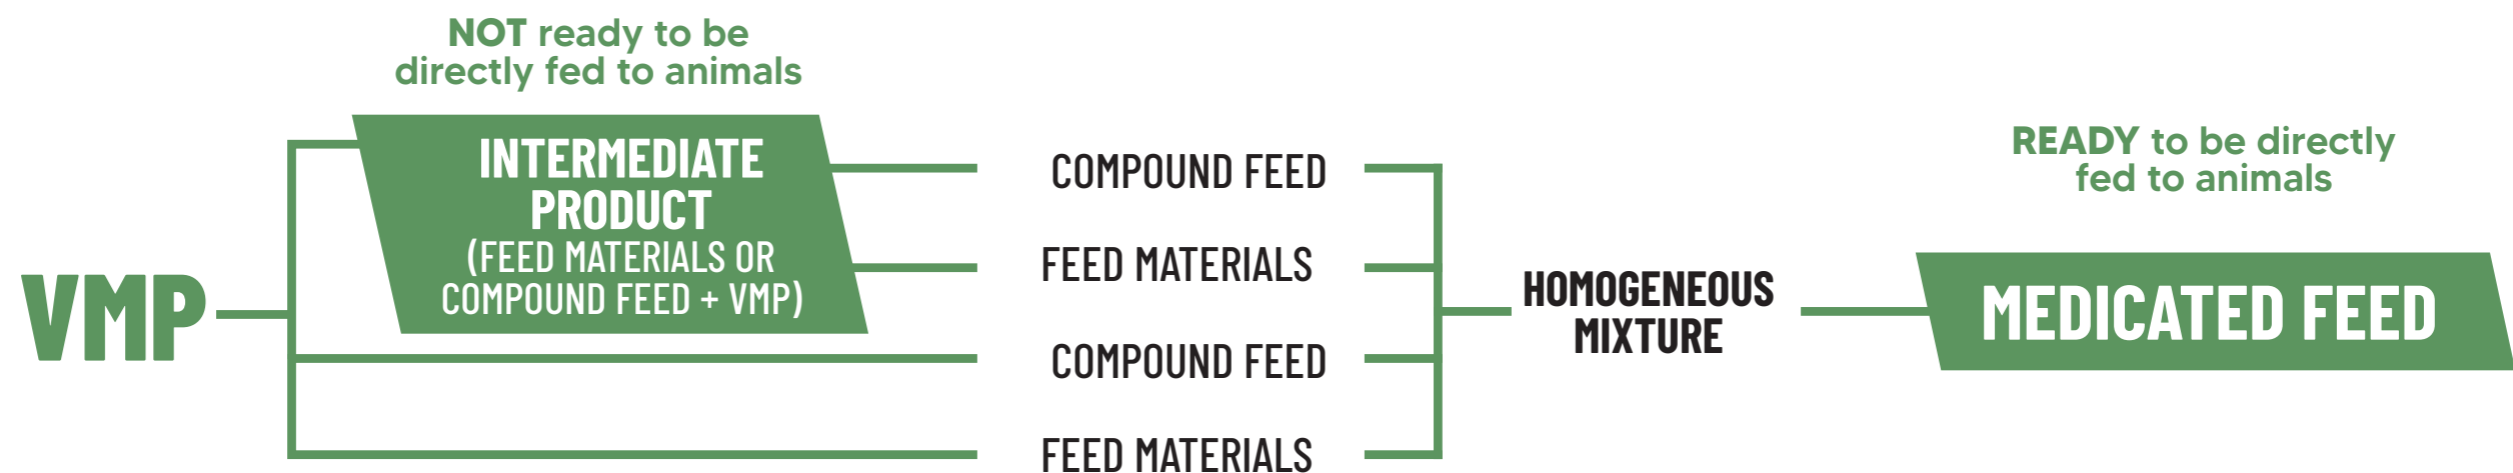 NOT ready to be
directly fed to animals
INTERMEDIATE
PRODUCT
(FEED MATERIALS OR
COMPOUND FEED + VMP)
VMP
COMPOUND FEED
FEED MATERIALS
COMPOUND FEED
FEED MATERIALS
HOMOGENEOUS
MIXTURE
READY to be directly
fed to animals
MEDICATED FEED